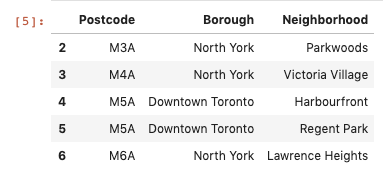 [5]: Postcode Borough Neighborhood
2 M3A North York Parkwoods
3 M4A North York Victoria Village
4 M5A Downtown Toronto Harbourfront
5 M5A Downtown Toronto Regent Park
6 M6A North York Lawrence Heights